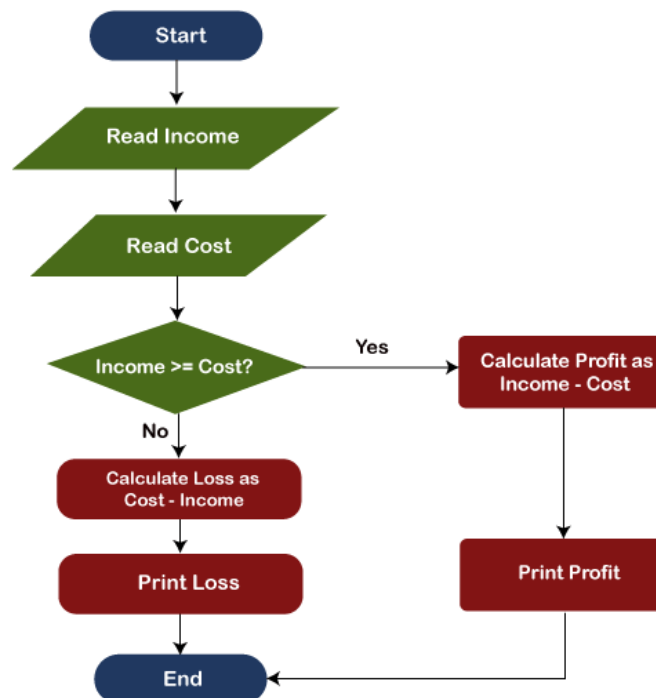 Start
Read Income
Read Cost
Income >= Cost?
Yes
Calculate Profit as
Income - Cost
No
Calculate Loss as
Cost - Income
Print Loss
Print Profit
End